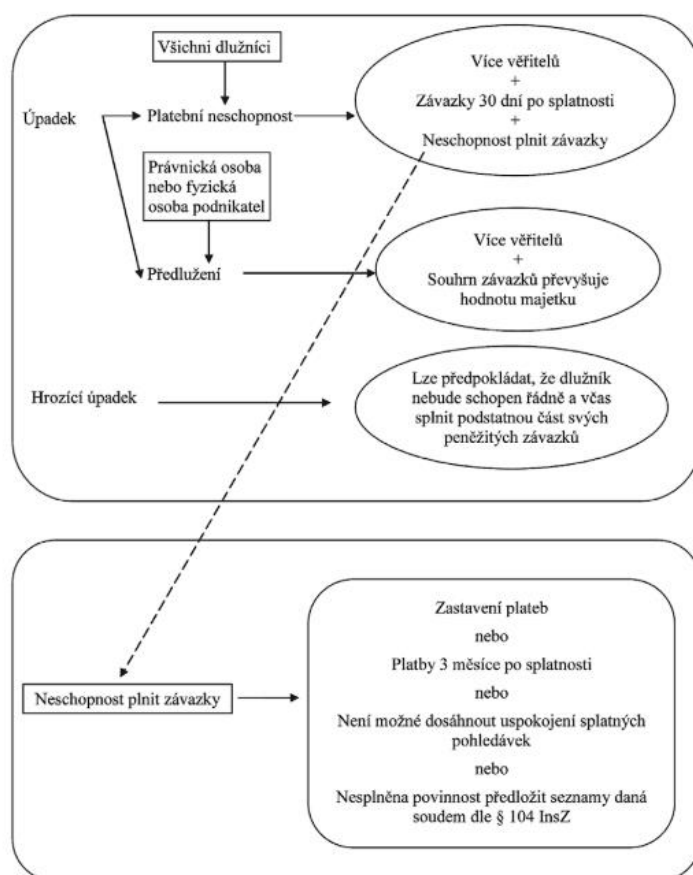 Všichni dlužníci
Více věřitelů
+
Závazky 30 dní po splatnosti
+
Neschopnost plnit závazky
Úpadek
Platební neschopnost
Právnická osoba
nebo fyzická
osoba podnikatel
Předlužení
Více věřitelů
+
Souhrn závazků převyšuje
hodnotu majetku
Hrozící úpadek
Lze předpokládat, že dlužník
nebude schopen řádně a včas
splnit podstatnou část svých
peněžitých závazků
Neschopnost plnit závazky
Zastavení plateb
nebo
Platby 3 měsíce po splatnosti
nebo
Není možné dosáhnout uspokojení splatných
pohledávek
nebo
Nesplněna povinnost předložit seznamy daná
soudem dle § 104 InsZ